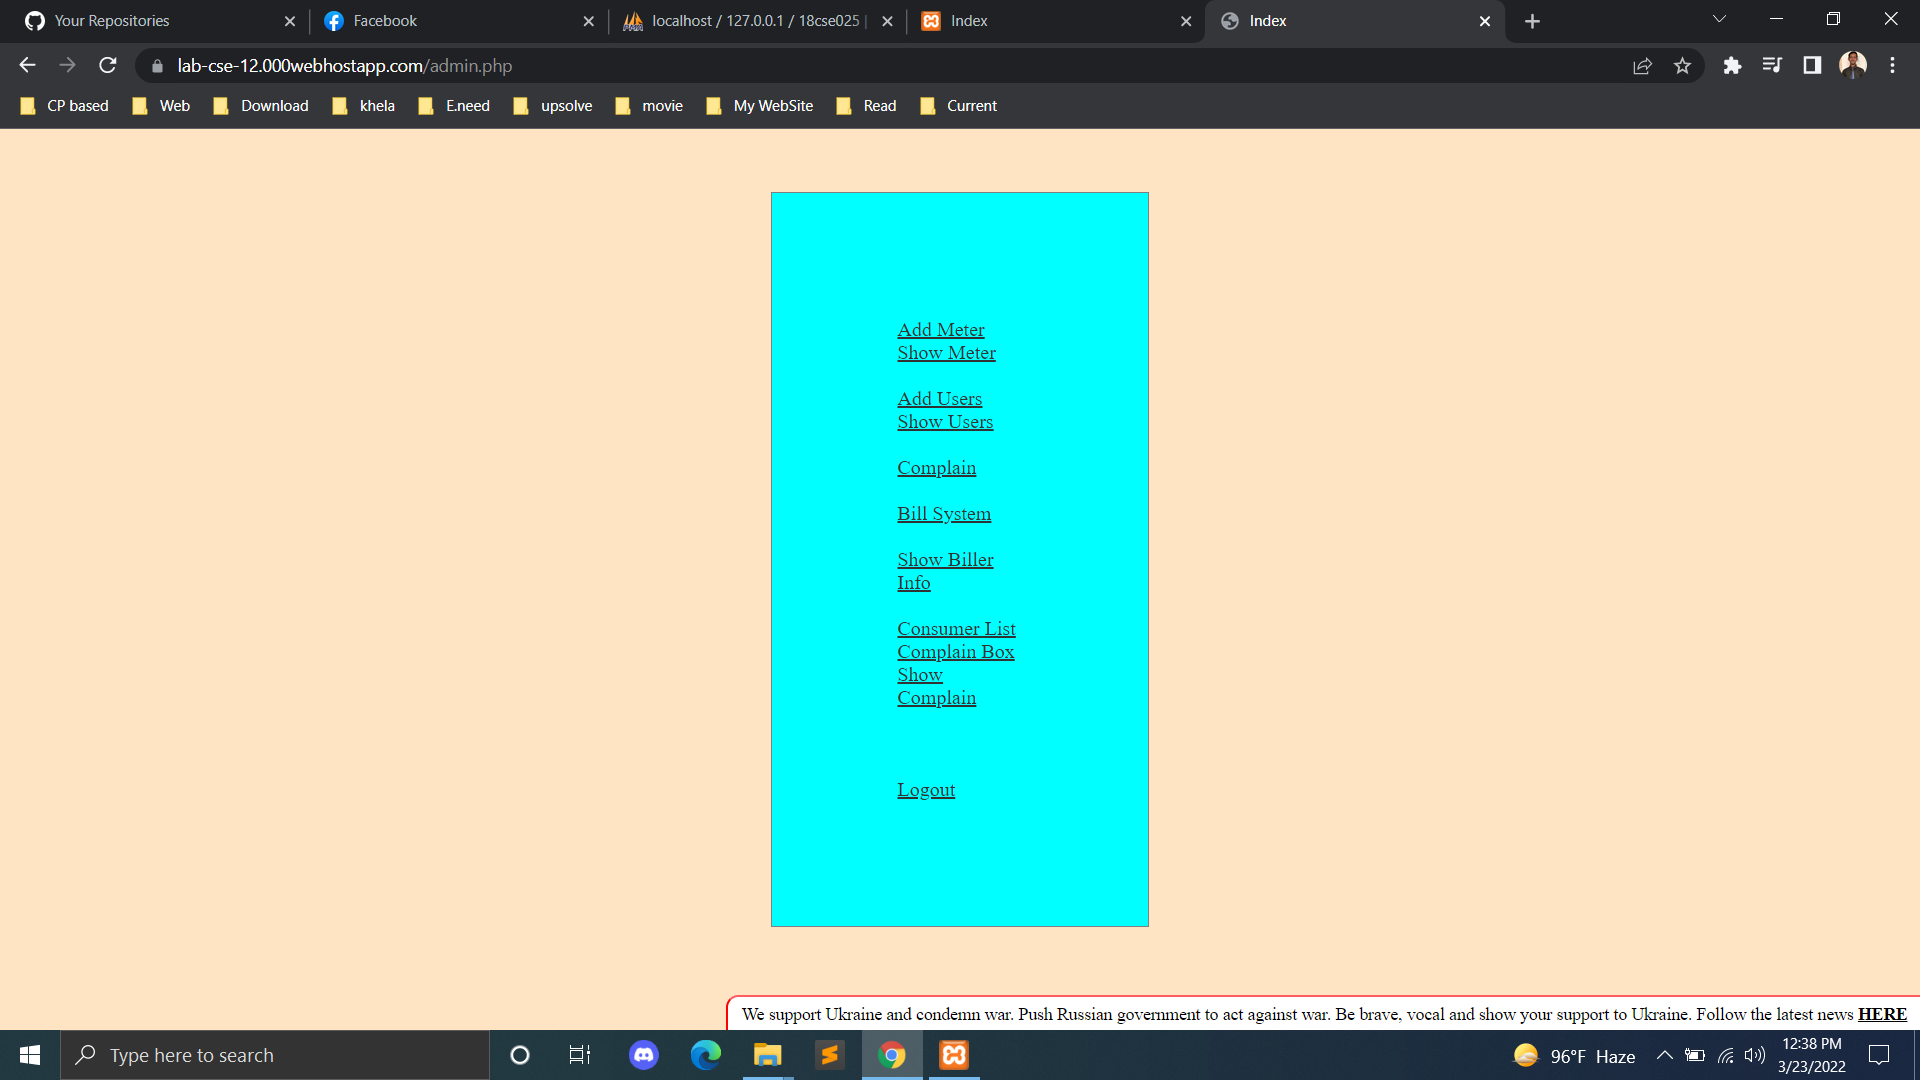 Your Repositories
Facebook
localhost / 127.0.0.1 / 18cse025 |
Index
Index
lab-cse-12.000webhostapp.com/admin.php
CP based
Web
Download
khela
E.need
upsolve
movie
My WebSite
Read
Current
Add Meter
Show Meter
Add Users
Show Users
Complain
Bill System
Show Biller
Info
Consumer List
Complain Box
Show
Complain
Logout
We support Ukraine and condemn war. Push Russian government to act against war. Be brave, vocal and show your support to Ukraine. Follow the latest news HERE
Type here to search
96°F Haze
12:38 PM
3/23/2022